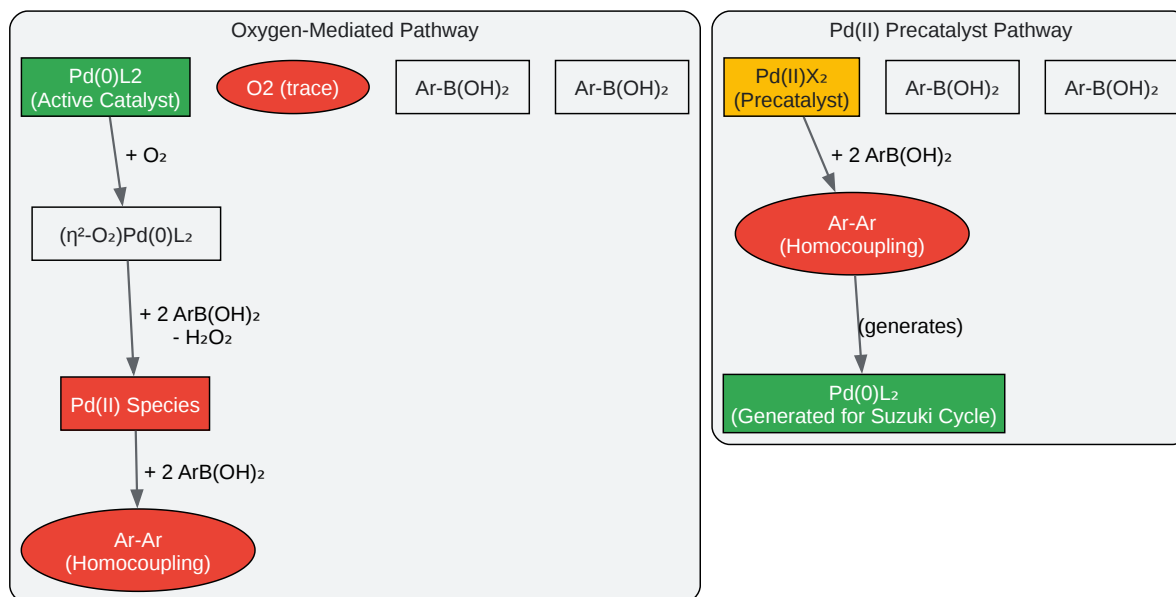 Oxygen-Mediated Pathway
Pd(0)L2
(Active Catalyst)
O2 (trace)
Ar-B(OH)₂
Ar-B(OH)₂
+ O₂
(η²-O₂)Pd(0)L₂
+ 2 ArB(OH)₂
- H₂O₂
Pd(II) Species
+ 2 ArB(OH)₂
Ar-Ar
(Homocoupling)
Pd(II) Precatalyst Pathway
Pd(II)X₂
(Precatalyst)
Ar-B(OH)₂
Ar-B(OH)₂
+ 2 ArB(OH)₂
Ar-Ar
(Homocoupling)
(generates)
Pd(0)L₂
(Generated for Suzuki Cycle)